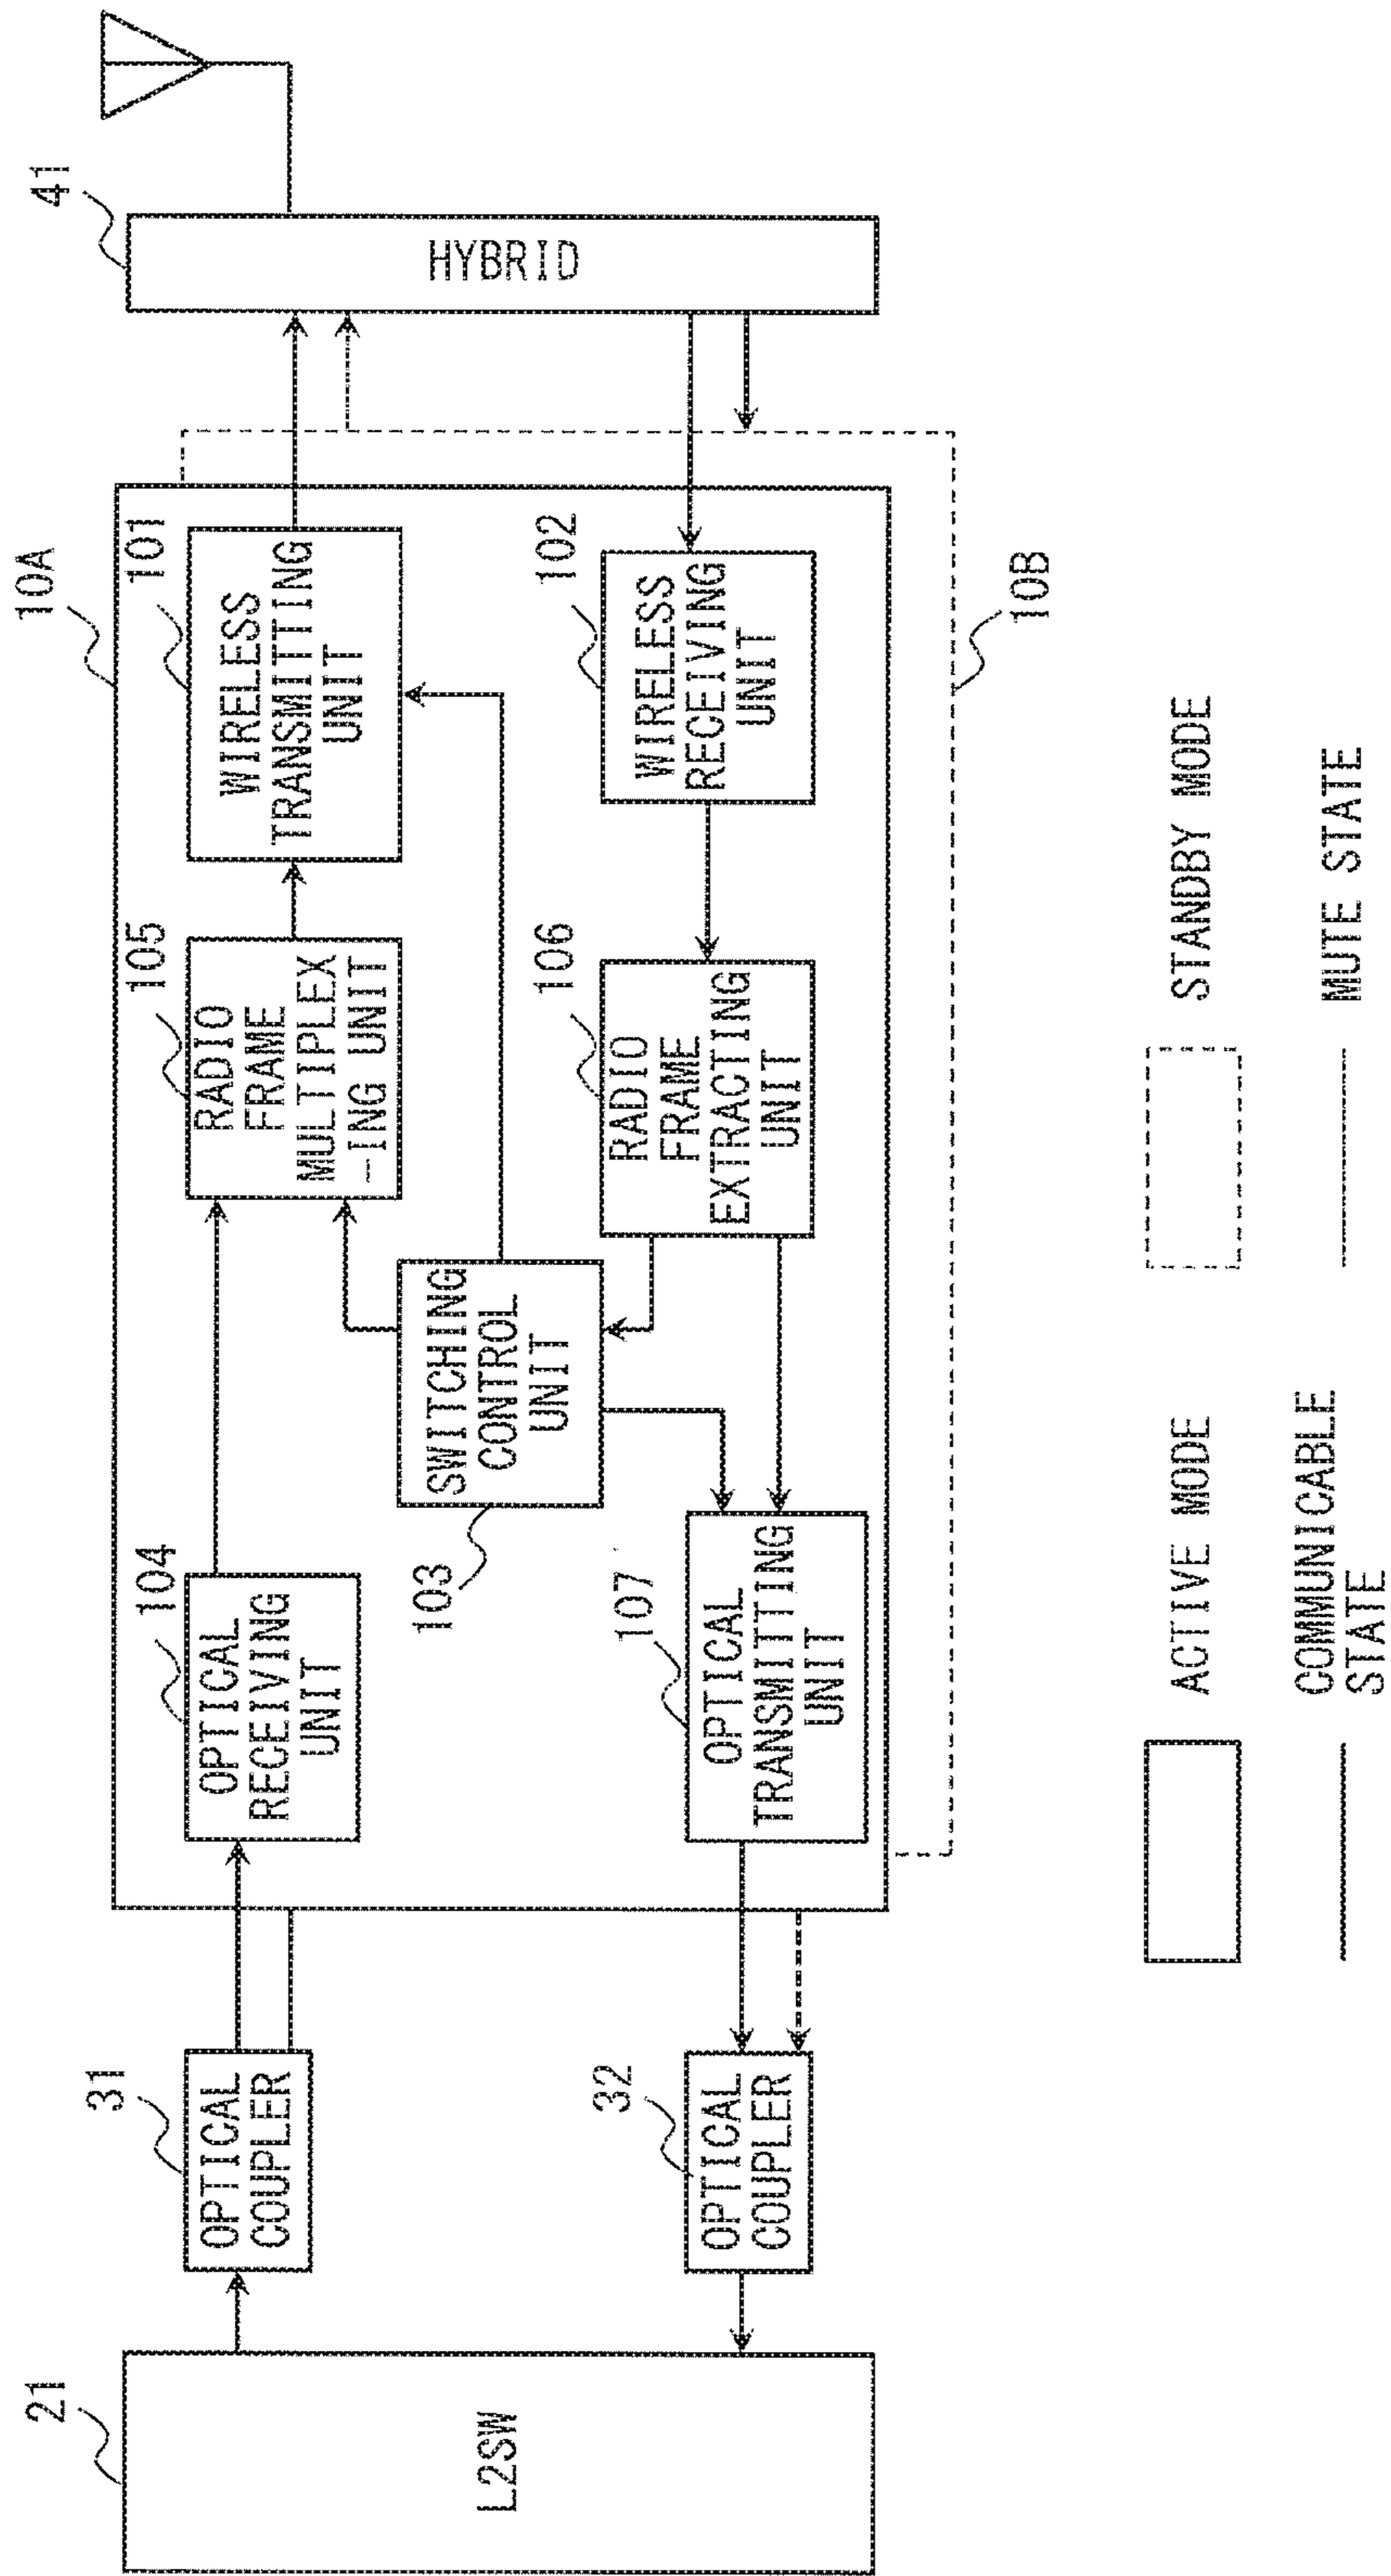 21
L2SW
31
OPTICAL
COUPLER
32
OPTICAL
COUPLER
10A
104
OPTICAL
RECEIVING
UNIT
103
SWITCHING
CONTROL
UNIT
107
OPTICAL
TRANSMITTING
UNIT
105
RADIO
FRAME
MULTIPLEX
-ING UNIT
106
RADIO
FRAME
EXTRACTING
UNIT
101
WIRELESS
TRANSMITTING
UNIT
102
WIRELESS
RECEIVING
UNIT
10B
41
HYBRID
ACTIVE MODE
STANDBY MODE
COMMUNICABLE
STATE
MUTE STATE